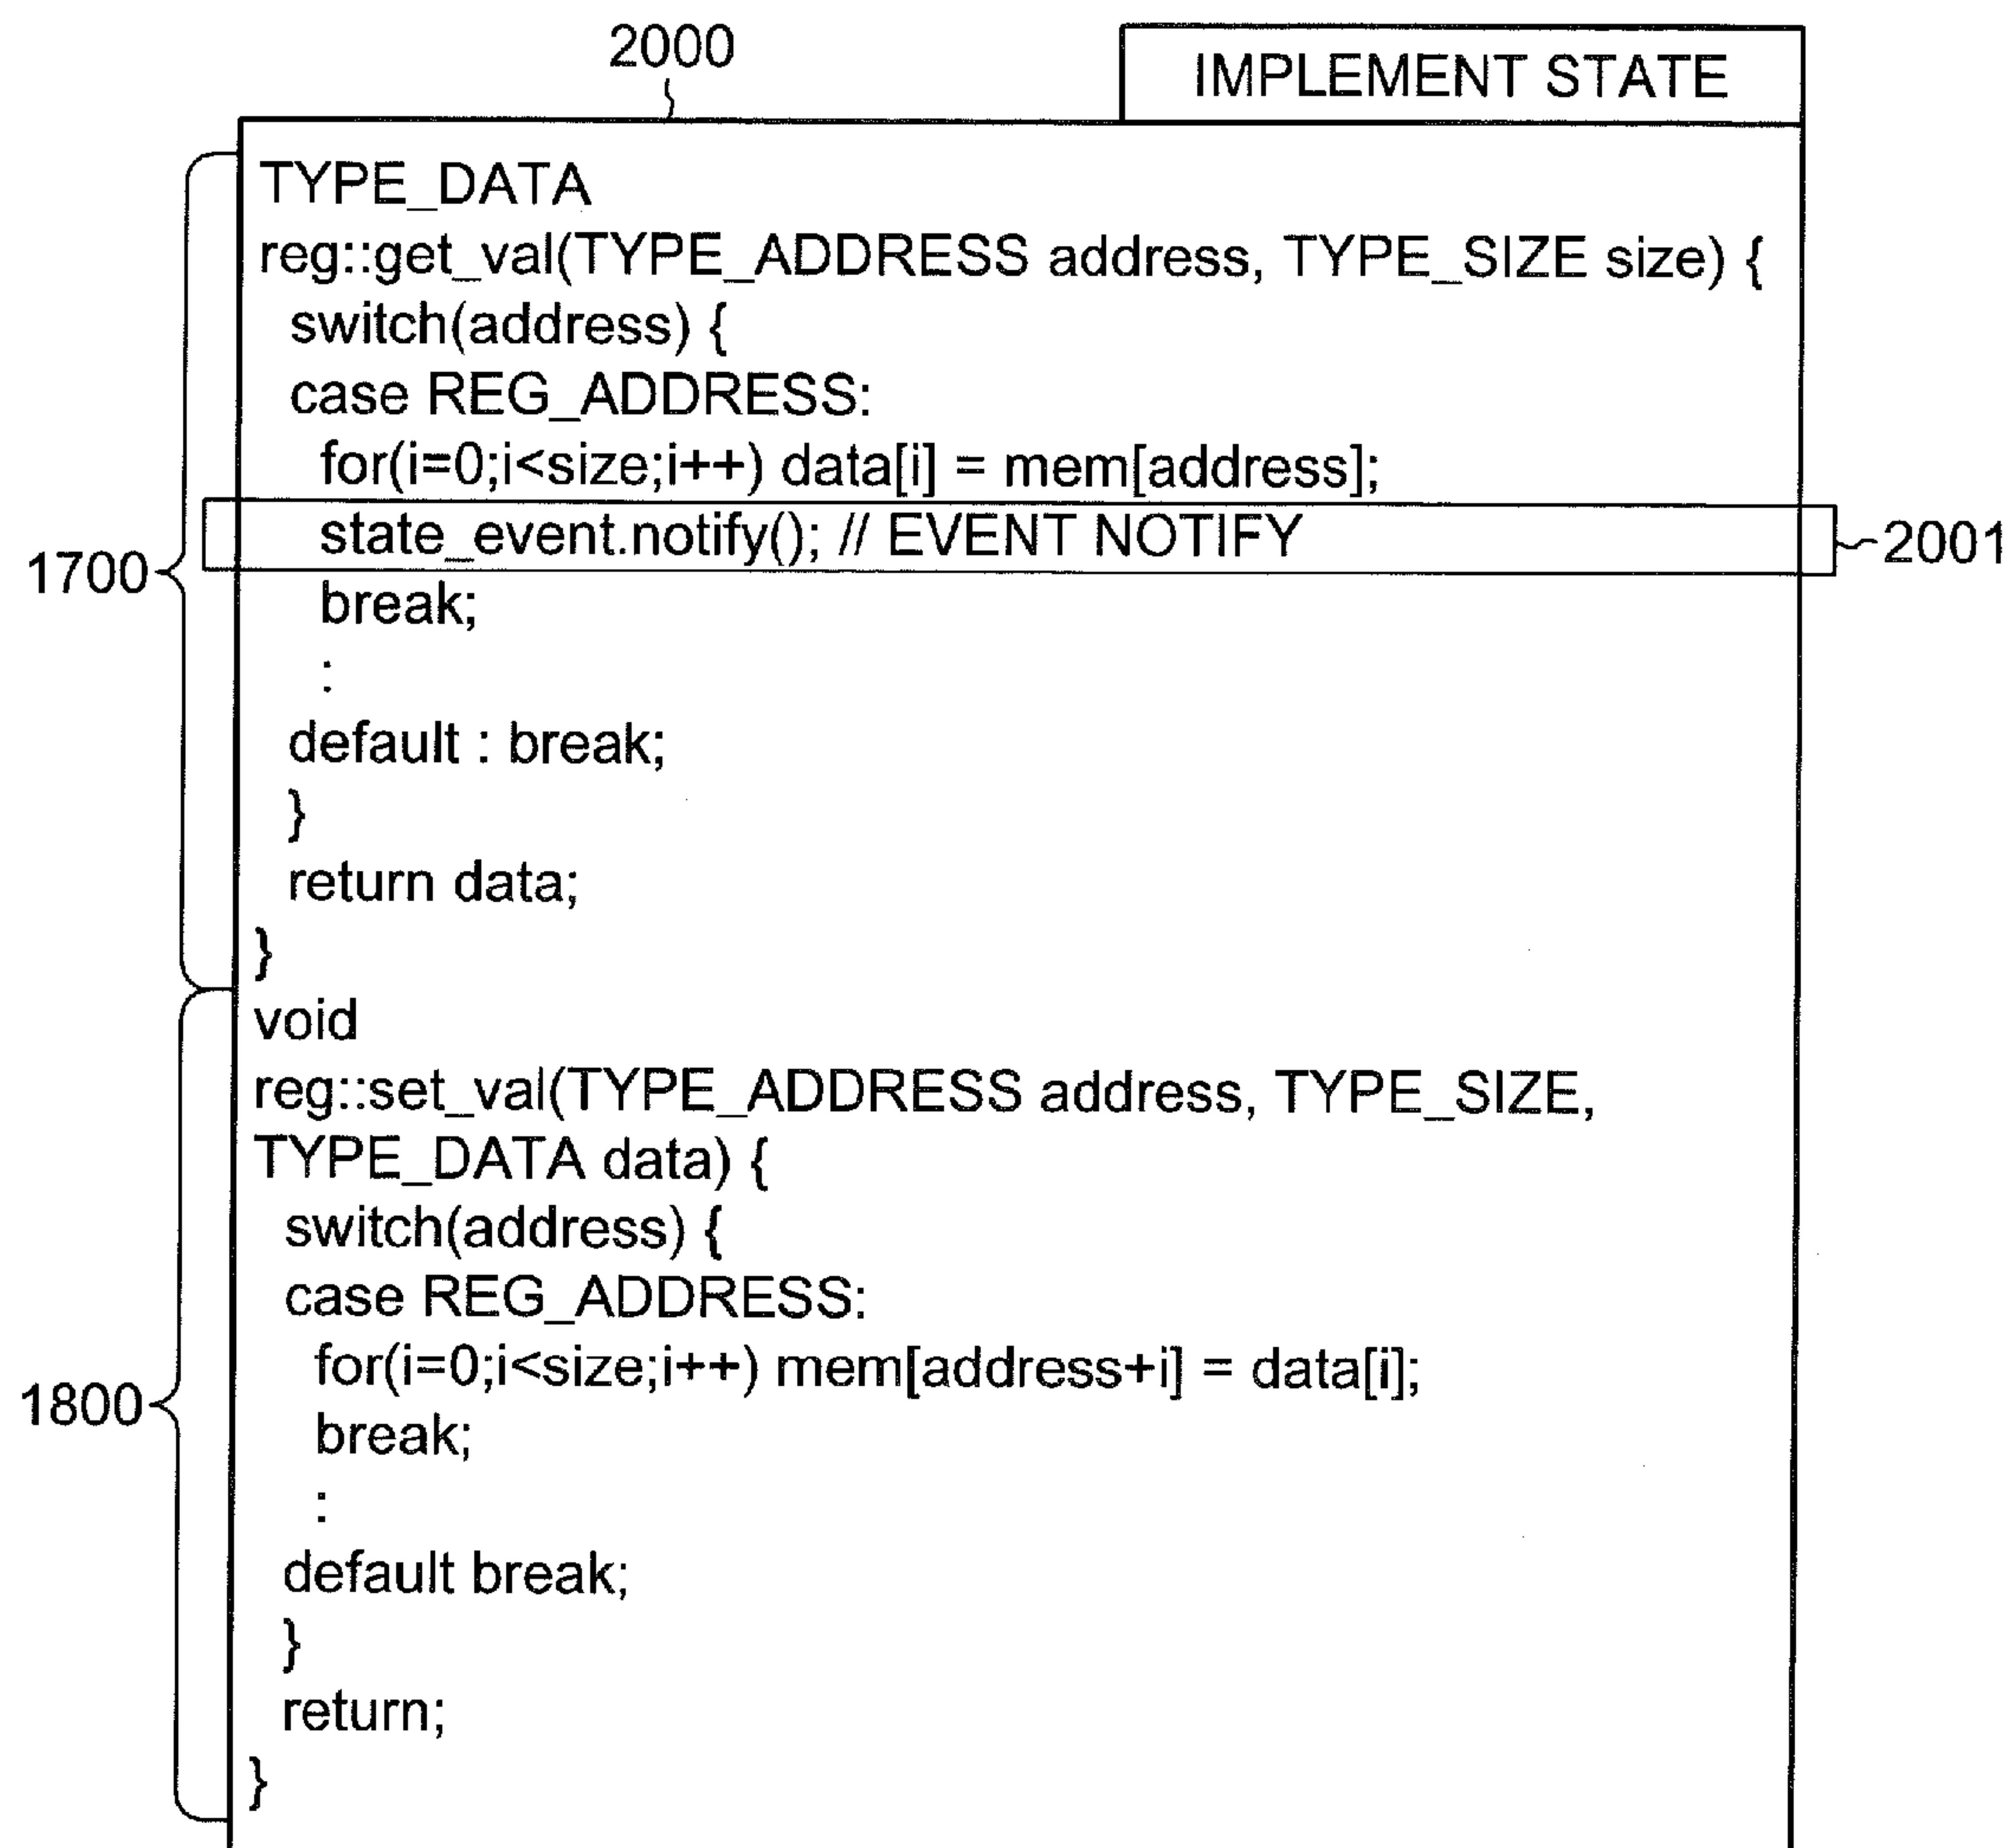 2000
IMPLEMENT STATE
TYPE_DATA
reg::get_val(TYPE_ADDRESS address, TYPE_SIZE size) {
switch(address) {
case REG_ADDRESS:
for(i=0;i<size;i++) data[i] = mem[address];
state_event.notify(); // EVENT NOTIFY
2001
1700
break;
:
default : break;
}
return data;
}
void
reg::set_val(TYPE_ADDRESS address, TYPE_SIZE,
TYPE_DATA data) {
switch(address) {
case REG_ADDRESS:
for(i=0;i<size;i++) mem[address+i] = data[i];
1800
break;
:
default break;
}
return;
}